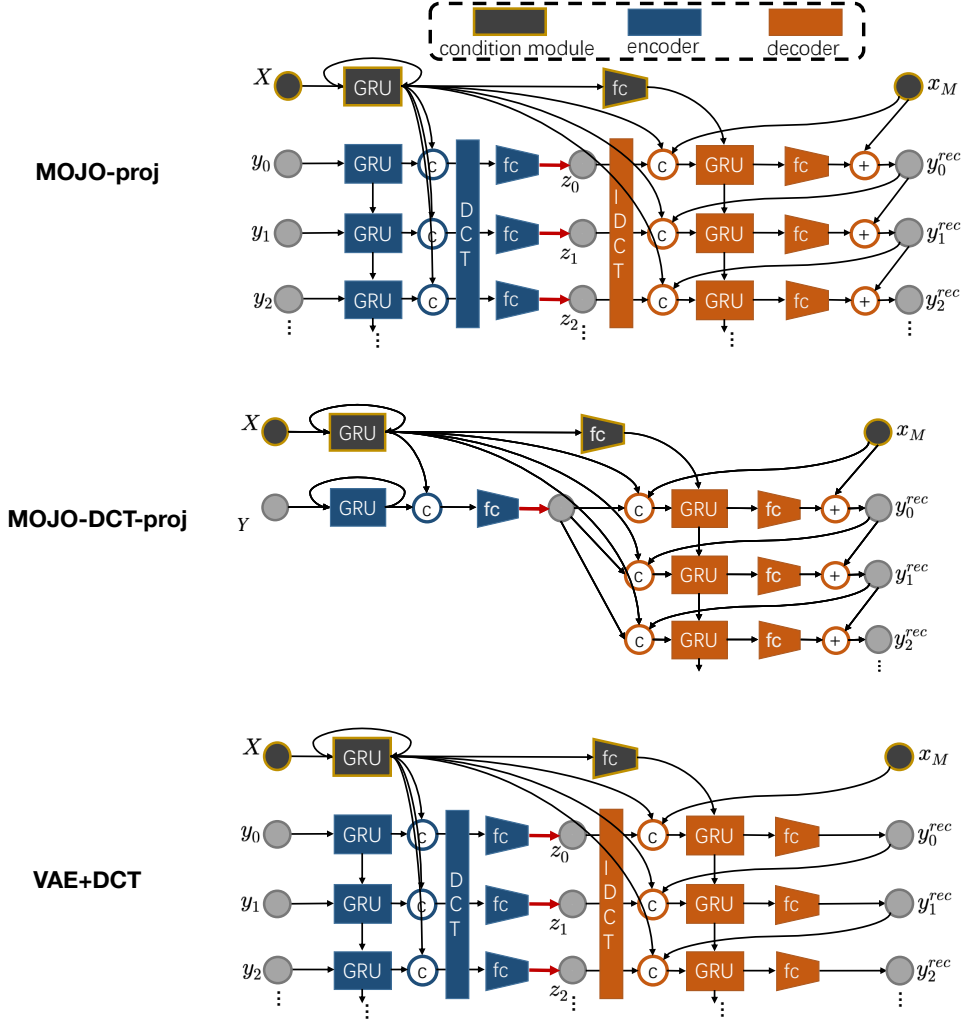 condition module encoder decoder
X GRU fc x_M
MOJO-proj
y_0 GRU c fc z_0 c GRU fc + y_0^{rec}
DCT
IDCT
y_1 GRU c fc z_1 c GRU fc + y_1^{rec}
y_2 GRU c fc z_2 c GRU fc + y_2^{rec}
X GRU fc x_M
MOJO-DCT-proj
Y GRU c fc c GRU fc + y_0^{rec}
c GRU fc + y_1^{rec}
c GRU fc + y_2^{rec}
X GRU fc x_M
VAE+DCT
y_0 GRU c fc z_0 c GRU fc y_0^{rec}
DCT
IDCT
y_1 GRU c fc z_1 c GRU fc y_1^{rec}
y_2 GRU c fc z_2 c GRU fc y_2^{rec}